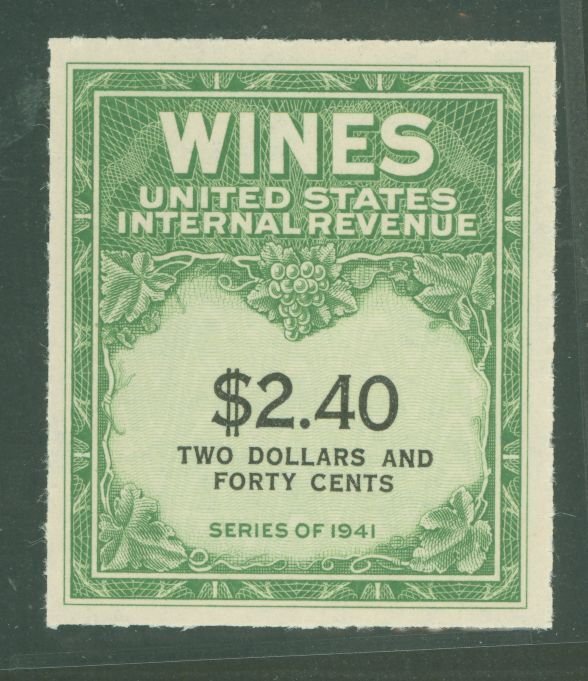 WINES
UNITED STATES
INTERNAL REVENUE
$2.40
TWO DOLLARS AND
FORTY CENTS
SERIES OF 1941